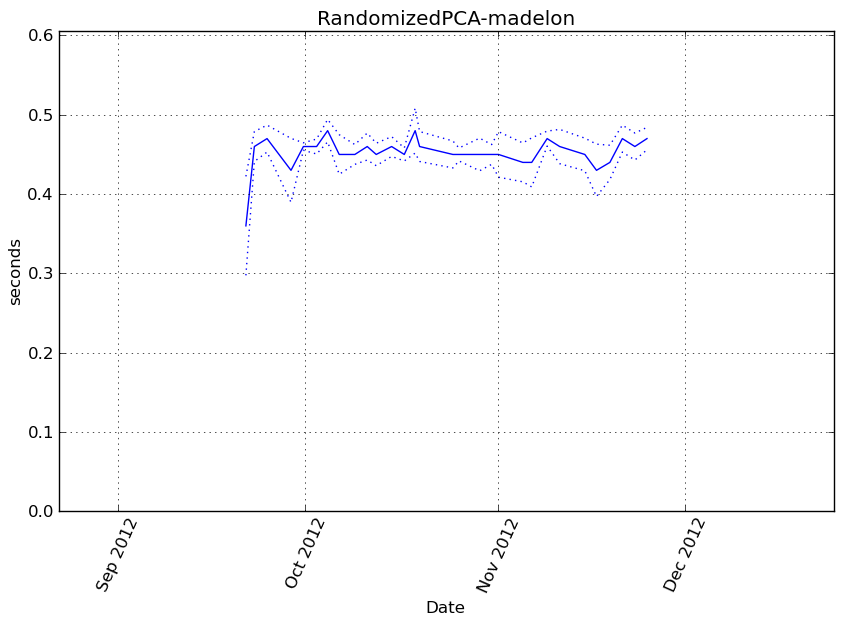 RandomizedPCA-madelon
0.6
0.5
0.4
0.3
0.2
0.1
0.0
seconds
Sep 2012
Oct 2012
Nov 2012
Dec 2012
Date